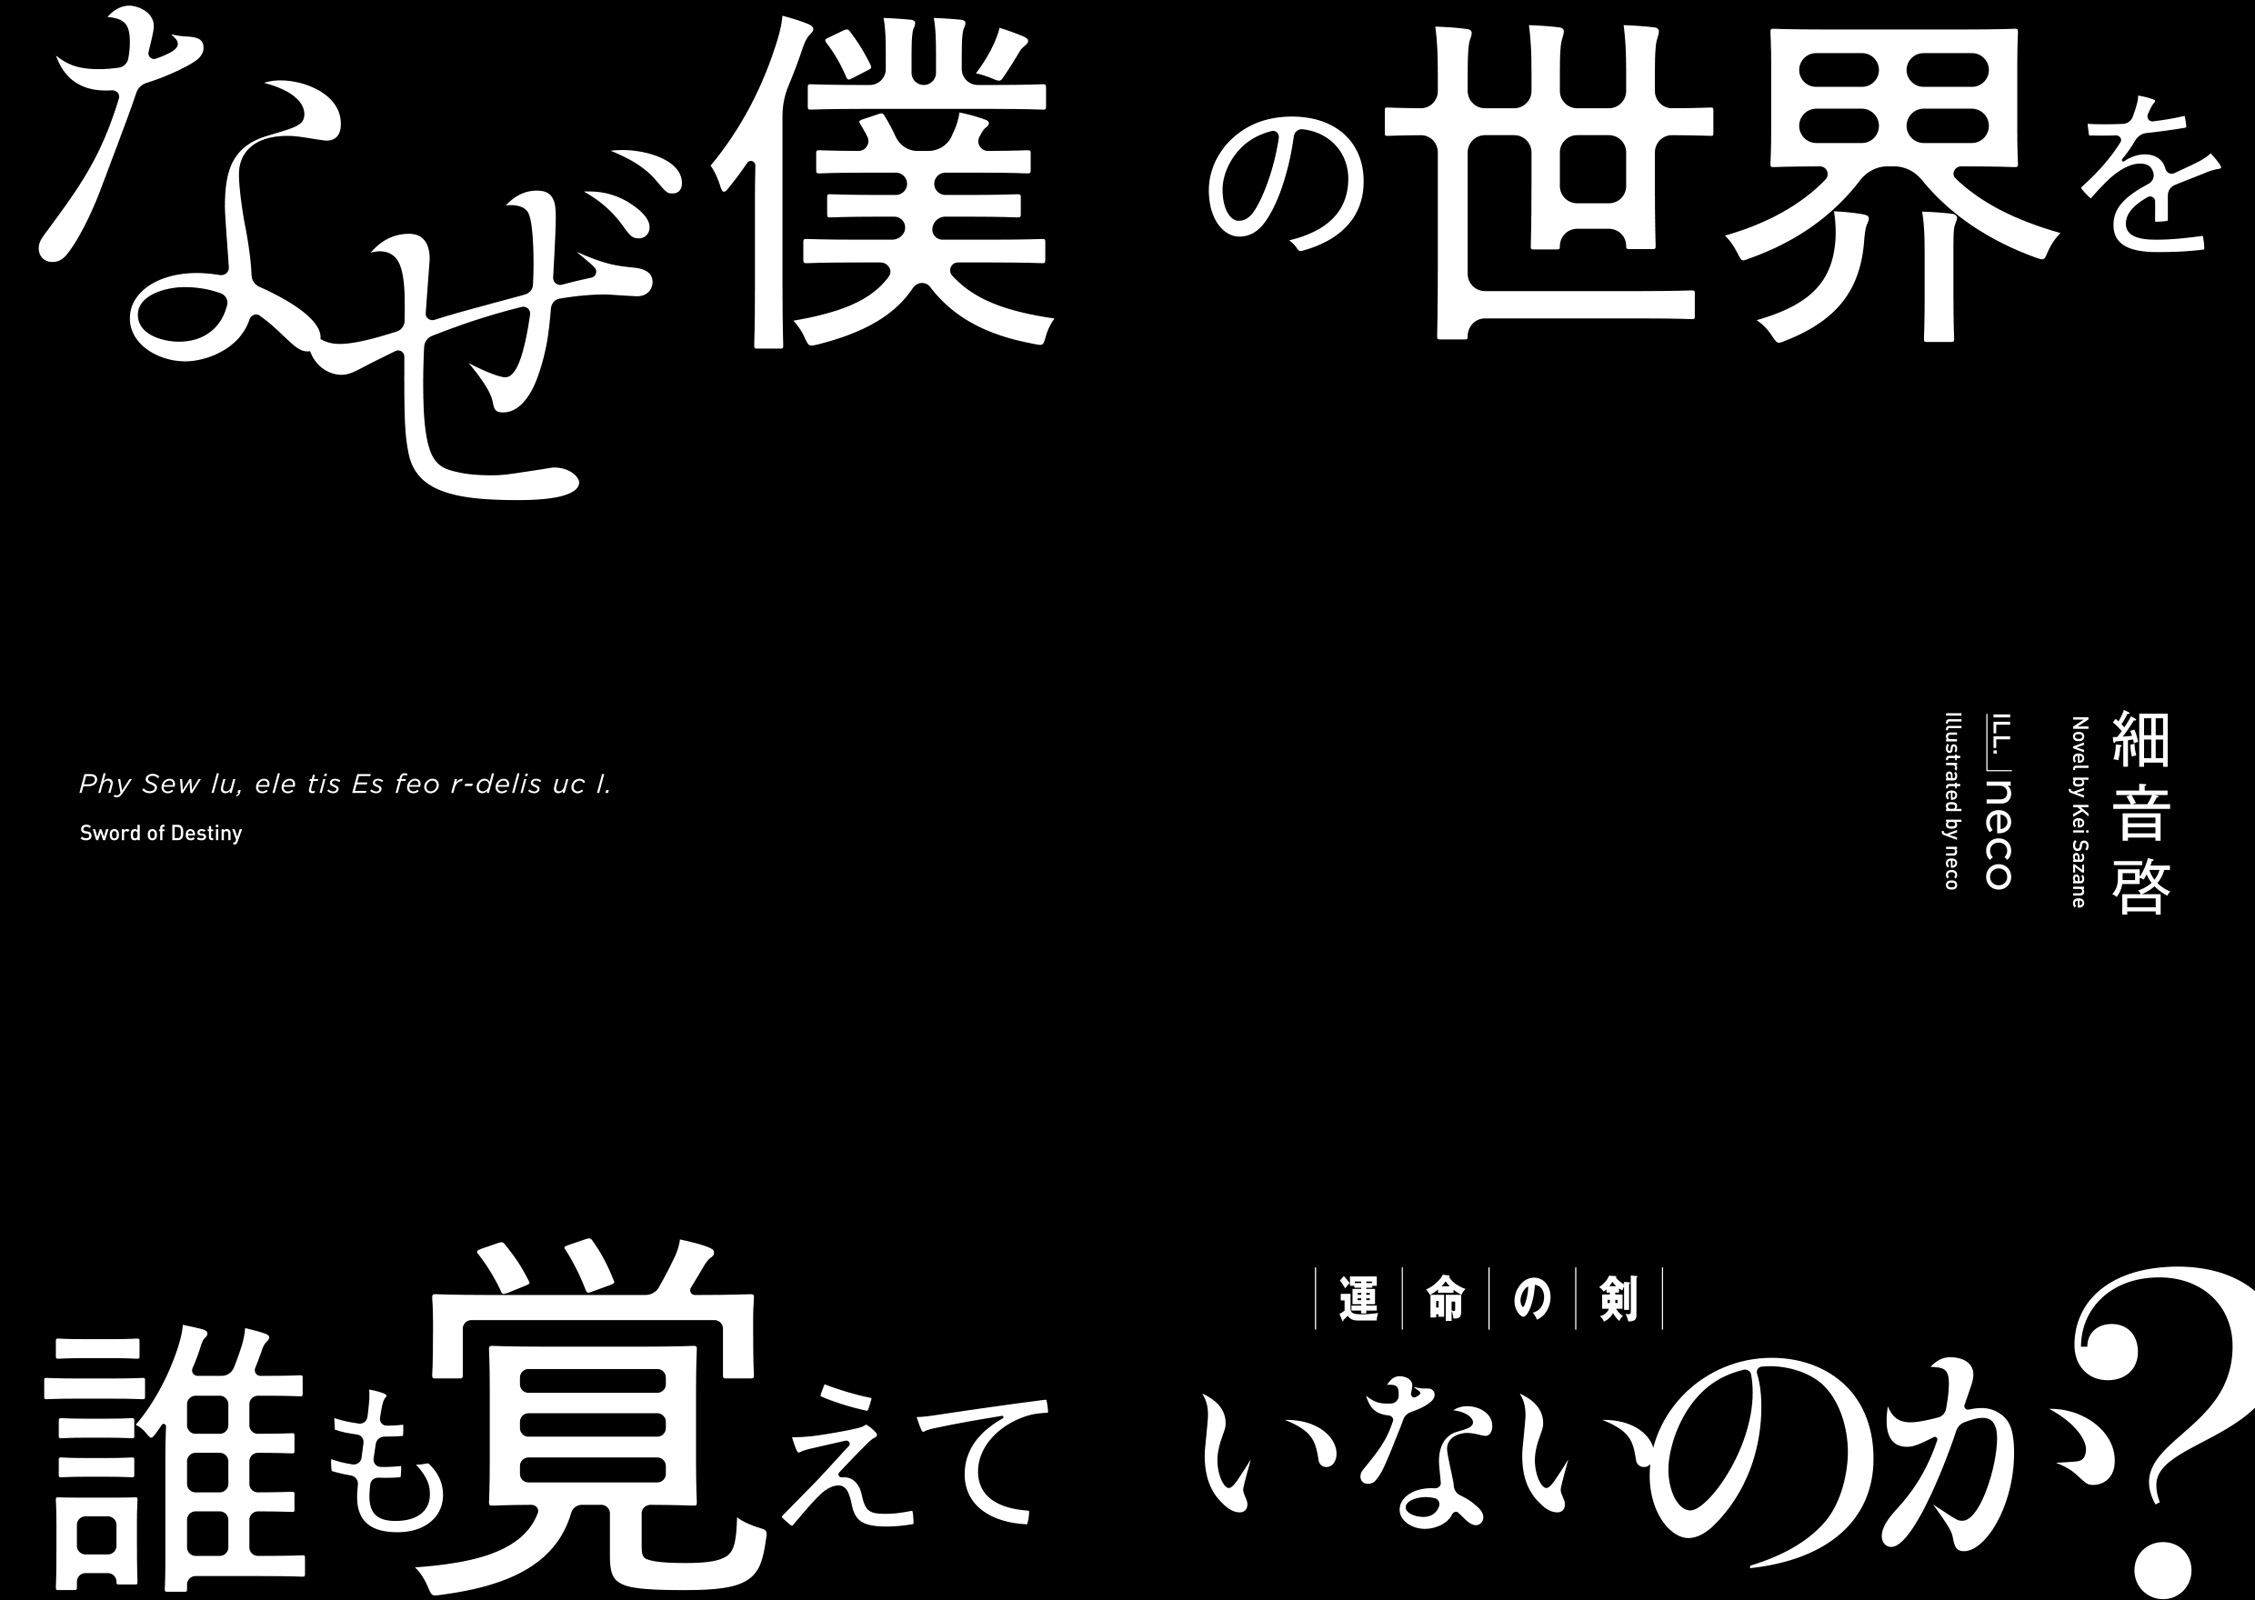 なぜ僕の世界を
Phy Sew lu, ele tis Es feo r-delis uc l.
Sword of Destiny
細音啓
Novel by Kei Sazane
ILL. neco
Illustrated by neco
運命の剣
誰も覚えていないのか?